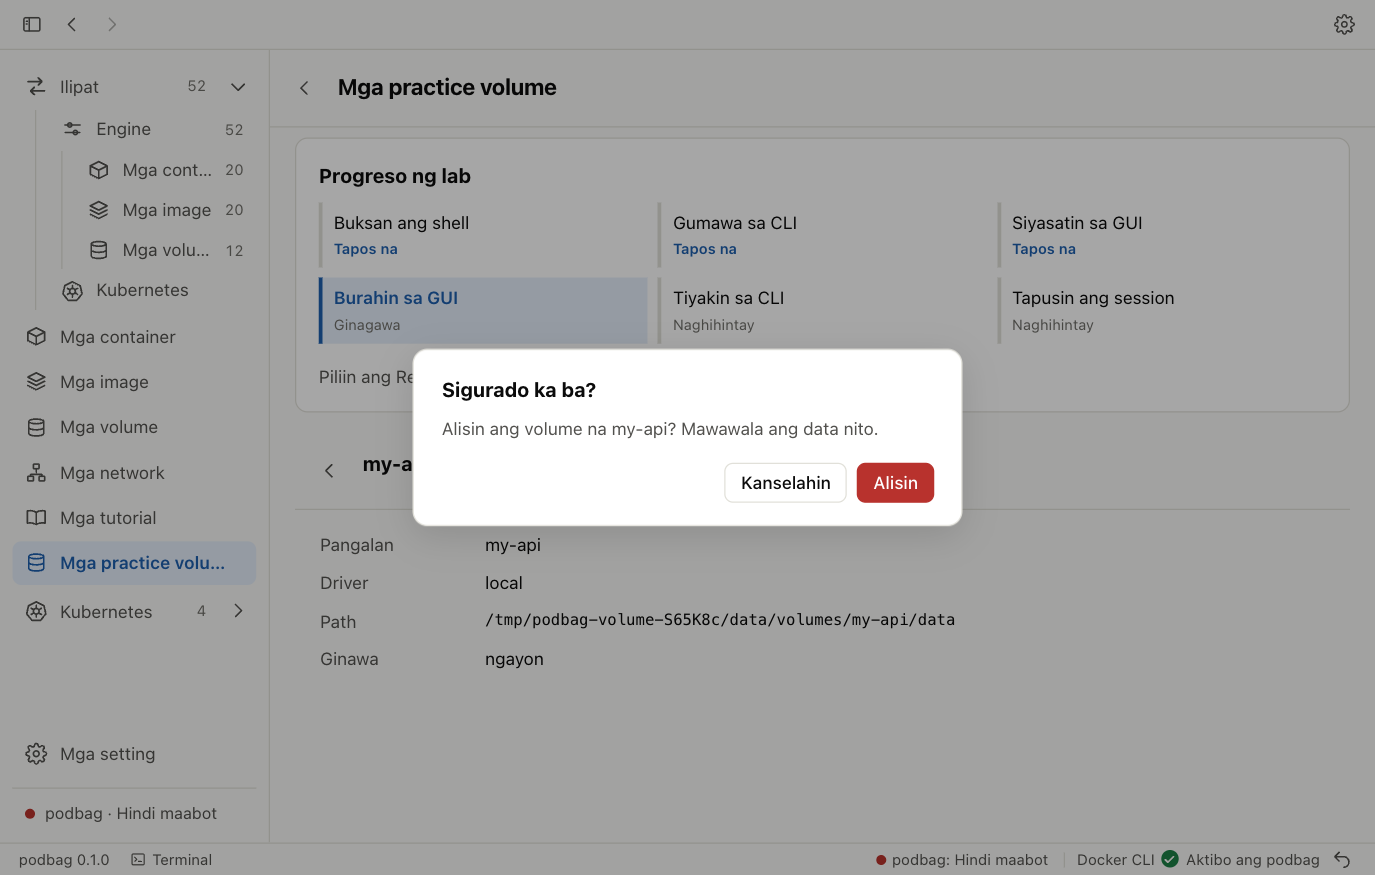 Ilipat 52
Engine 52
Mga cont... 20
Mga image 20
Mga volu... 12
Kubernetes
Mga container
Mga image
Mga volume
Mga network
Mga tutorial
Mga practice volu...
Kubernetes 4
Mga setting
podbag · Hindi maabot
Mga practice volume
Progreso ng lab
Buksan ang shell
Tapos na
Gumawa sa CLI
Tapos na
Siyasatin sa GUI
Tapos na
Burahin sa GUI
Ginagawa
Tiyakin sa CLI
Naghihintay
Tapusin ang session
Naghihintay
Piliin ang
Sigurado ka ba?
Alisin ang volume na my-api? Mawawala ang data nito.
Kanselahin
Alisin
Pangalan my-api
Driver local
Path /tmp/podbag-volume-S65K8c/data/volumes/my-api/data
Ginawa ngayon
podbag 0.1.0
Terminal
podbag: Hindi maabot
Docker CLI
Aktibo ang podbag